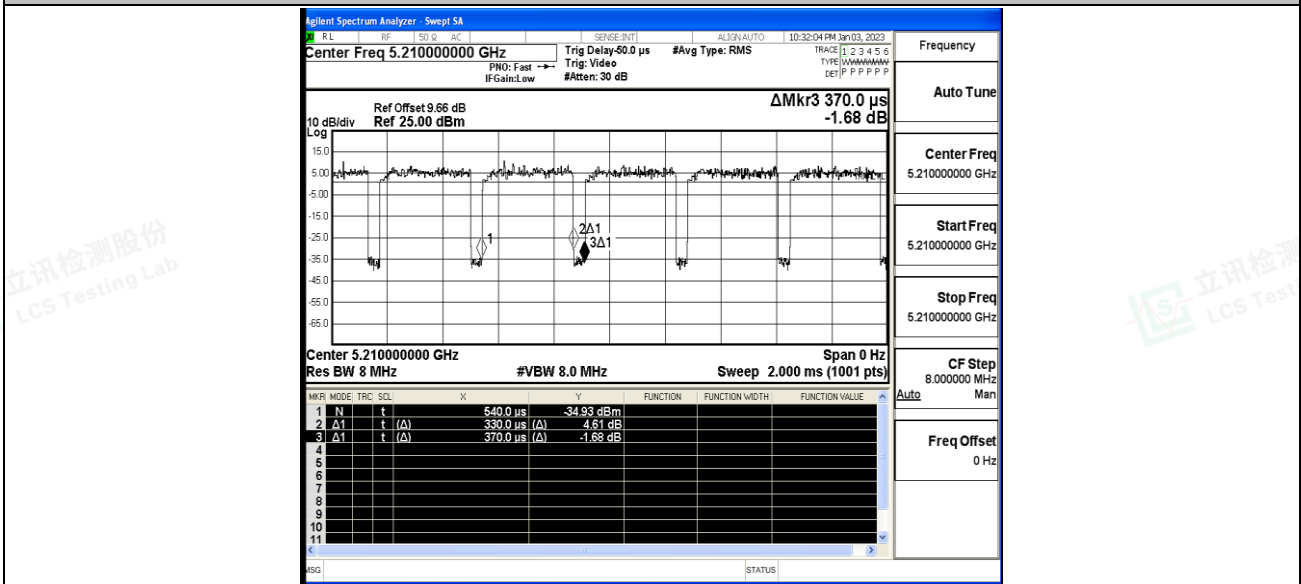 Agilent Spectrum Analyzer - Swept SA
RL RF 50 Ω AC SENSE:INT ALIGN AUTO 10:32:04 PM Jan 03, 2023
Center Freq 5.210000000 GHz
PNO: Fast
IFGain:Low
Trig Delay-50.0 µs
Trig: Video
#Atten: 30 dB
#Avg Type: RMS
TRACE 1 2 3 4 5 6
TYPE WWWWWW
DET P P P P P P
Ref Offset 9.66 dB
10 dB/div Ref 25.00 dBm
ΔMkr3 370.0 µs
-1.68 dB
Log
15.0
5.00
-5.00
-15.0
-25.0
-35.0
-45.0
-55.0
-65.0
1
2Δ1
3Δ1
Center 5.210000000 GHz Span 0 Hz
Res BW 8 MHz #VBW 8.0 MHz Sweep 2.000 ms (1001 pts)
MKR MODE TRC SCL X Y FUNCTION FUNCTION WIDTH FUNCTION VALUE
1 N t 540.0 µs -34.93 dBm
2 Δ1 t (Δ) 330.0 µs (Δ) 4.61 dB
3 Δ1 t (Δ) 370.0 µs (Δ) -1.68 dB
4
5
6
7
8
9
10
11
MSG STATUS
Frequency
Auto Tune
Center Freq
5.210000000 GHz
Start Freq
5.210000000 GHz
Stop Freq
5.210000000 GHz
CF Step
8.000000 MHz
Auto Man
Freq Offset
0 Hz
立讯检测股份
LCS Testing Lab
立讯检测
LCS Test